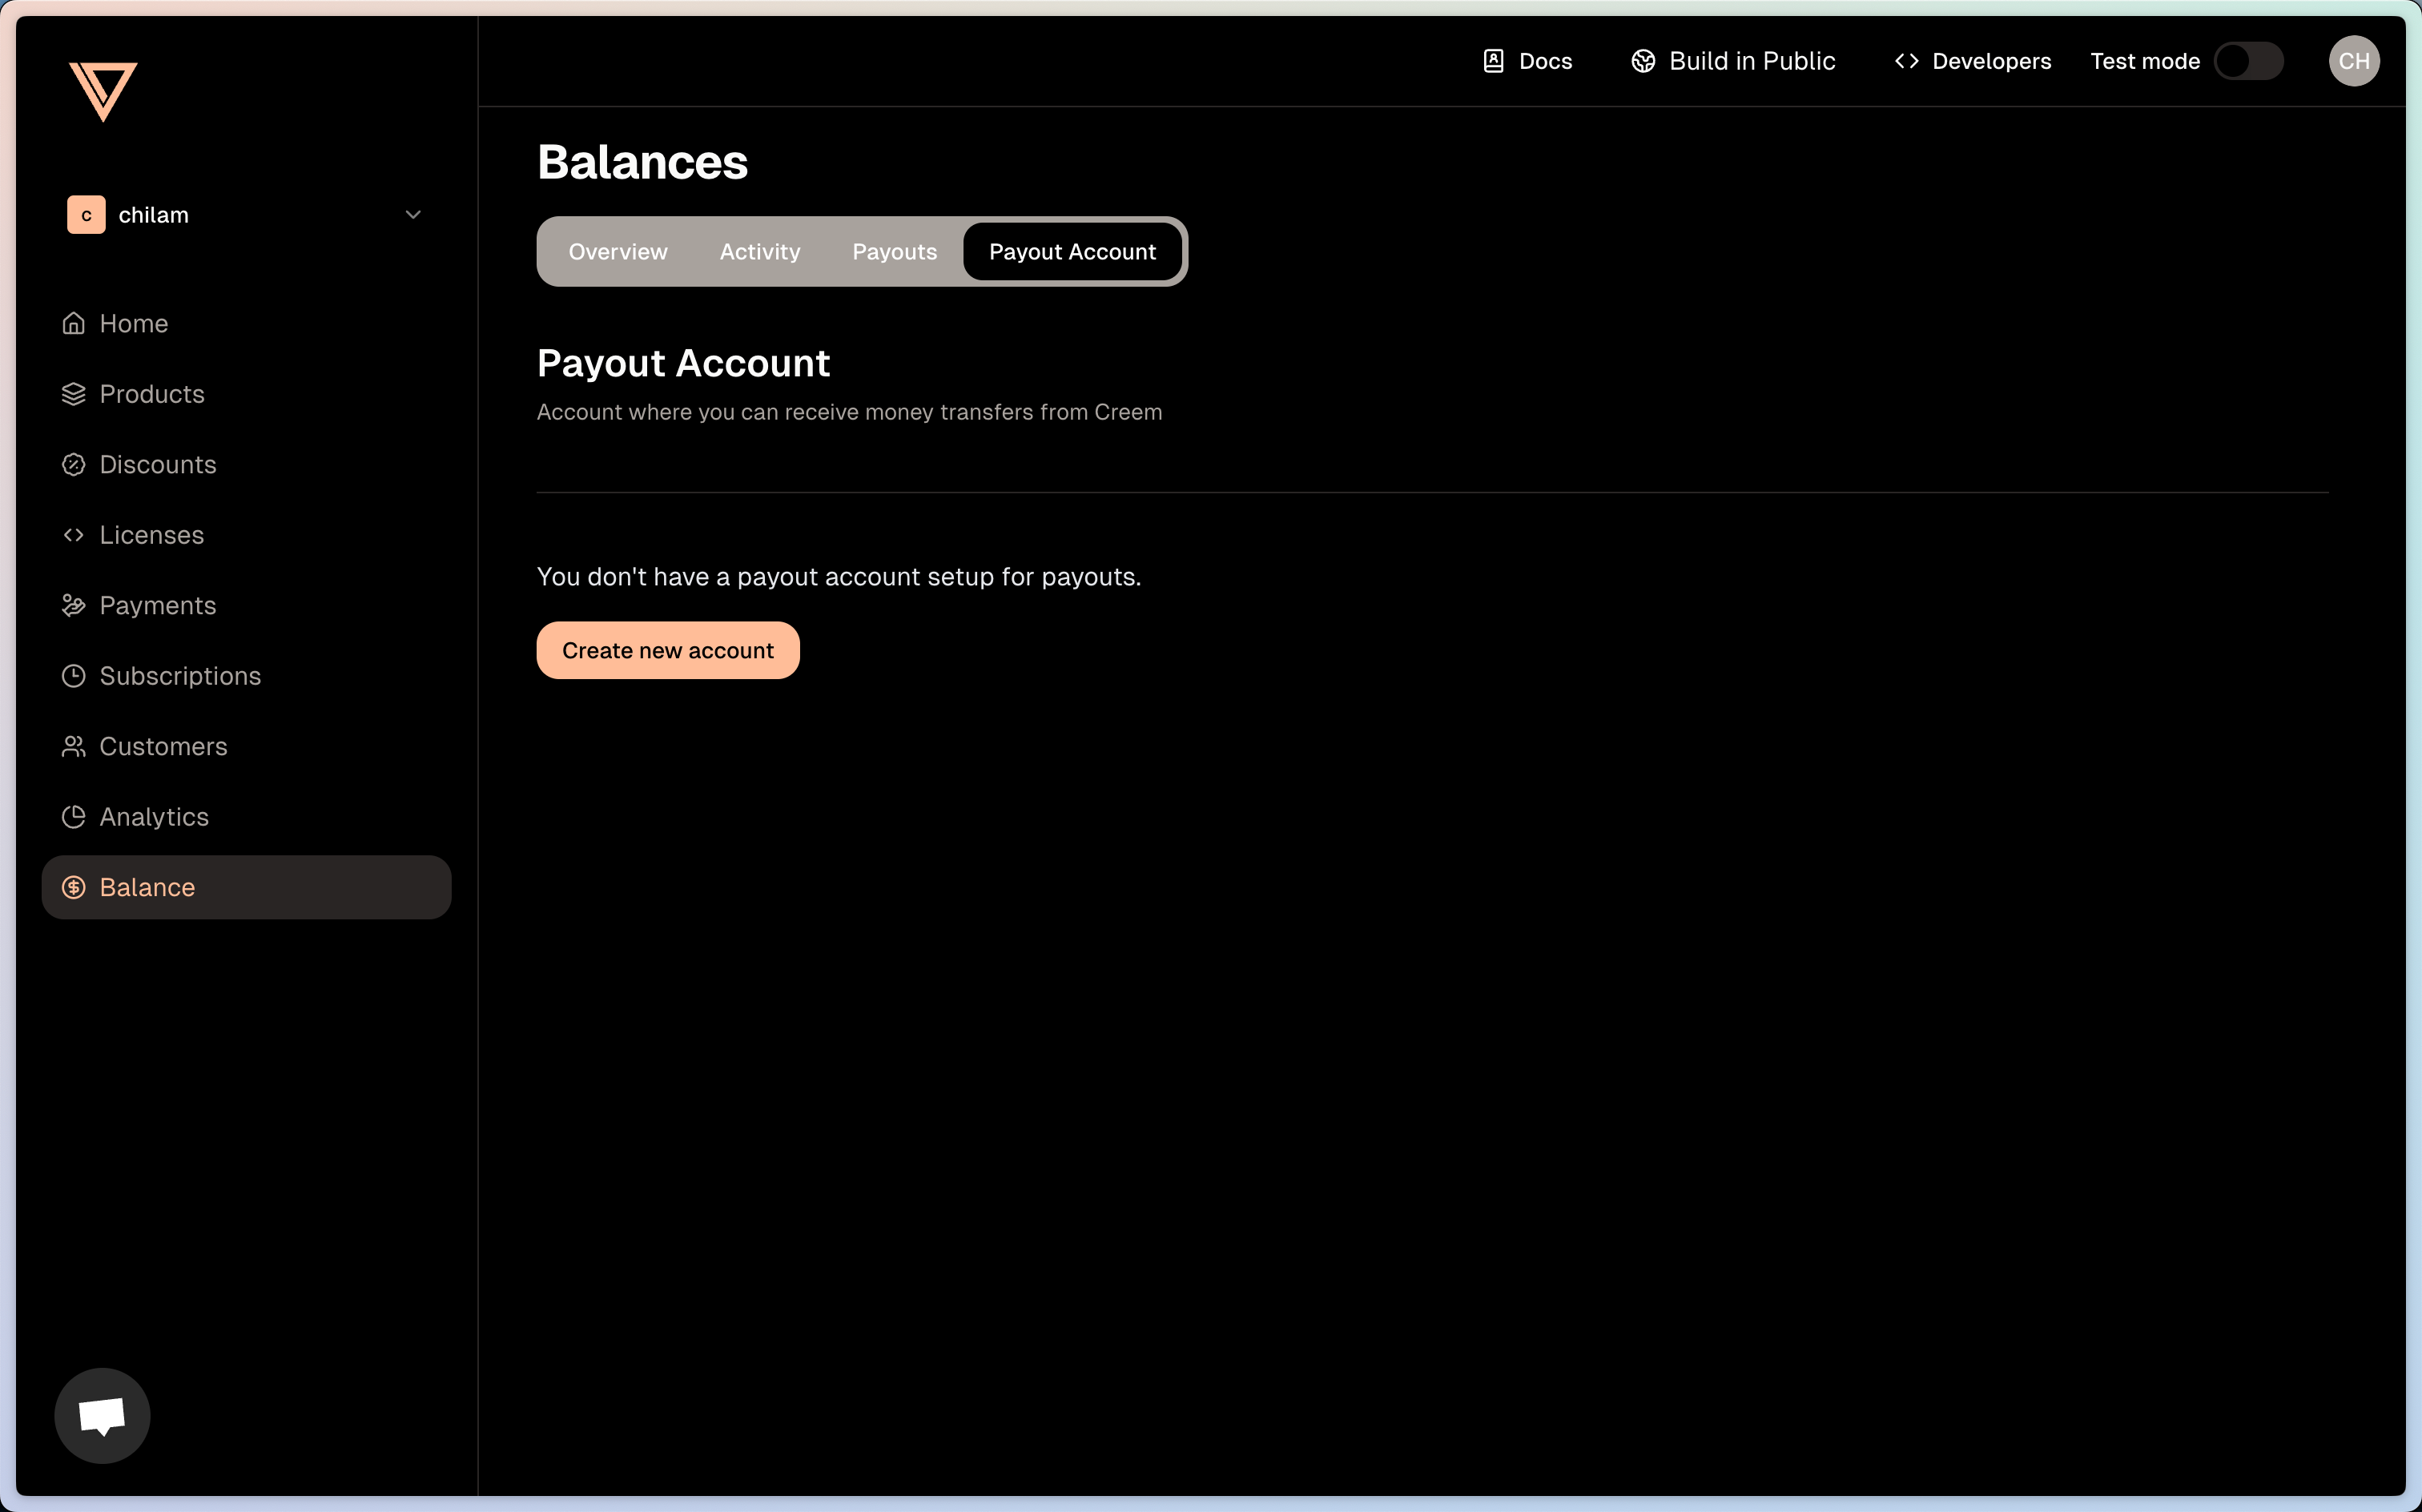 Docs
Build in Public
Developers
Test mode
CH
c
chilam
Home
Products
Discounts
Licenses
Payments
Subscriptions
Customers
Analytics
Balance
Balances
Overview
Activity
Payouts
Payout Account
Payout Account
Account where you can receive money transfers from Creem
You don't have a payout account setup for payouts.
Create new account